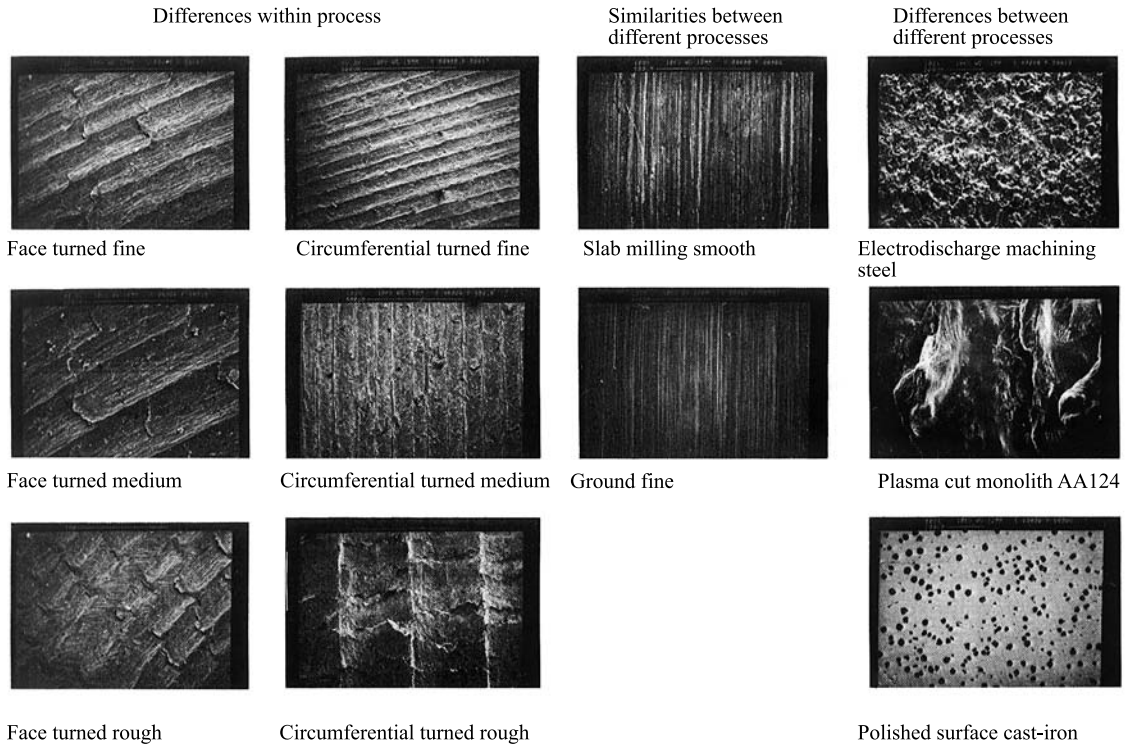 Differences within process
Similarities between
different processes
Differences between
different processes
Face turned fine
Circumferential turned fine
Slab milling smooth
Electrodischarge machining
steel
Face turned medium
Circumferential turned medium
Ground fine
Plasma cut monolith AA124
Face turned rough
Circumferential turned rough
Polished surface cast-iron